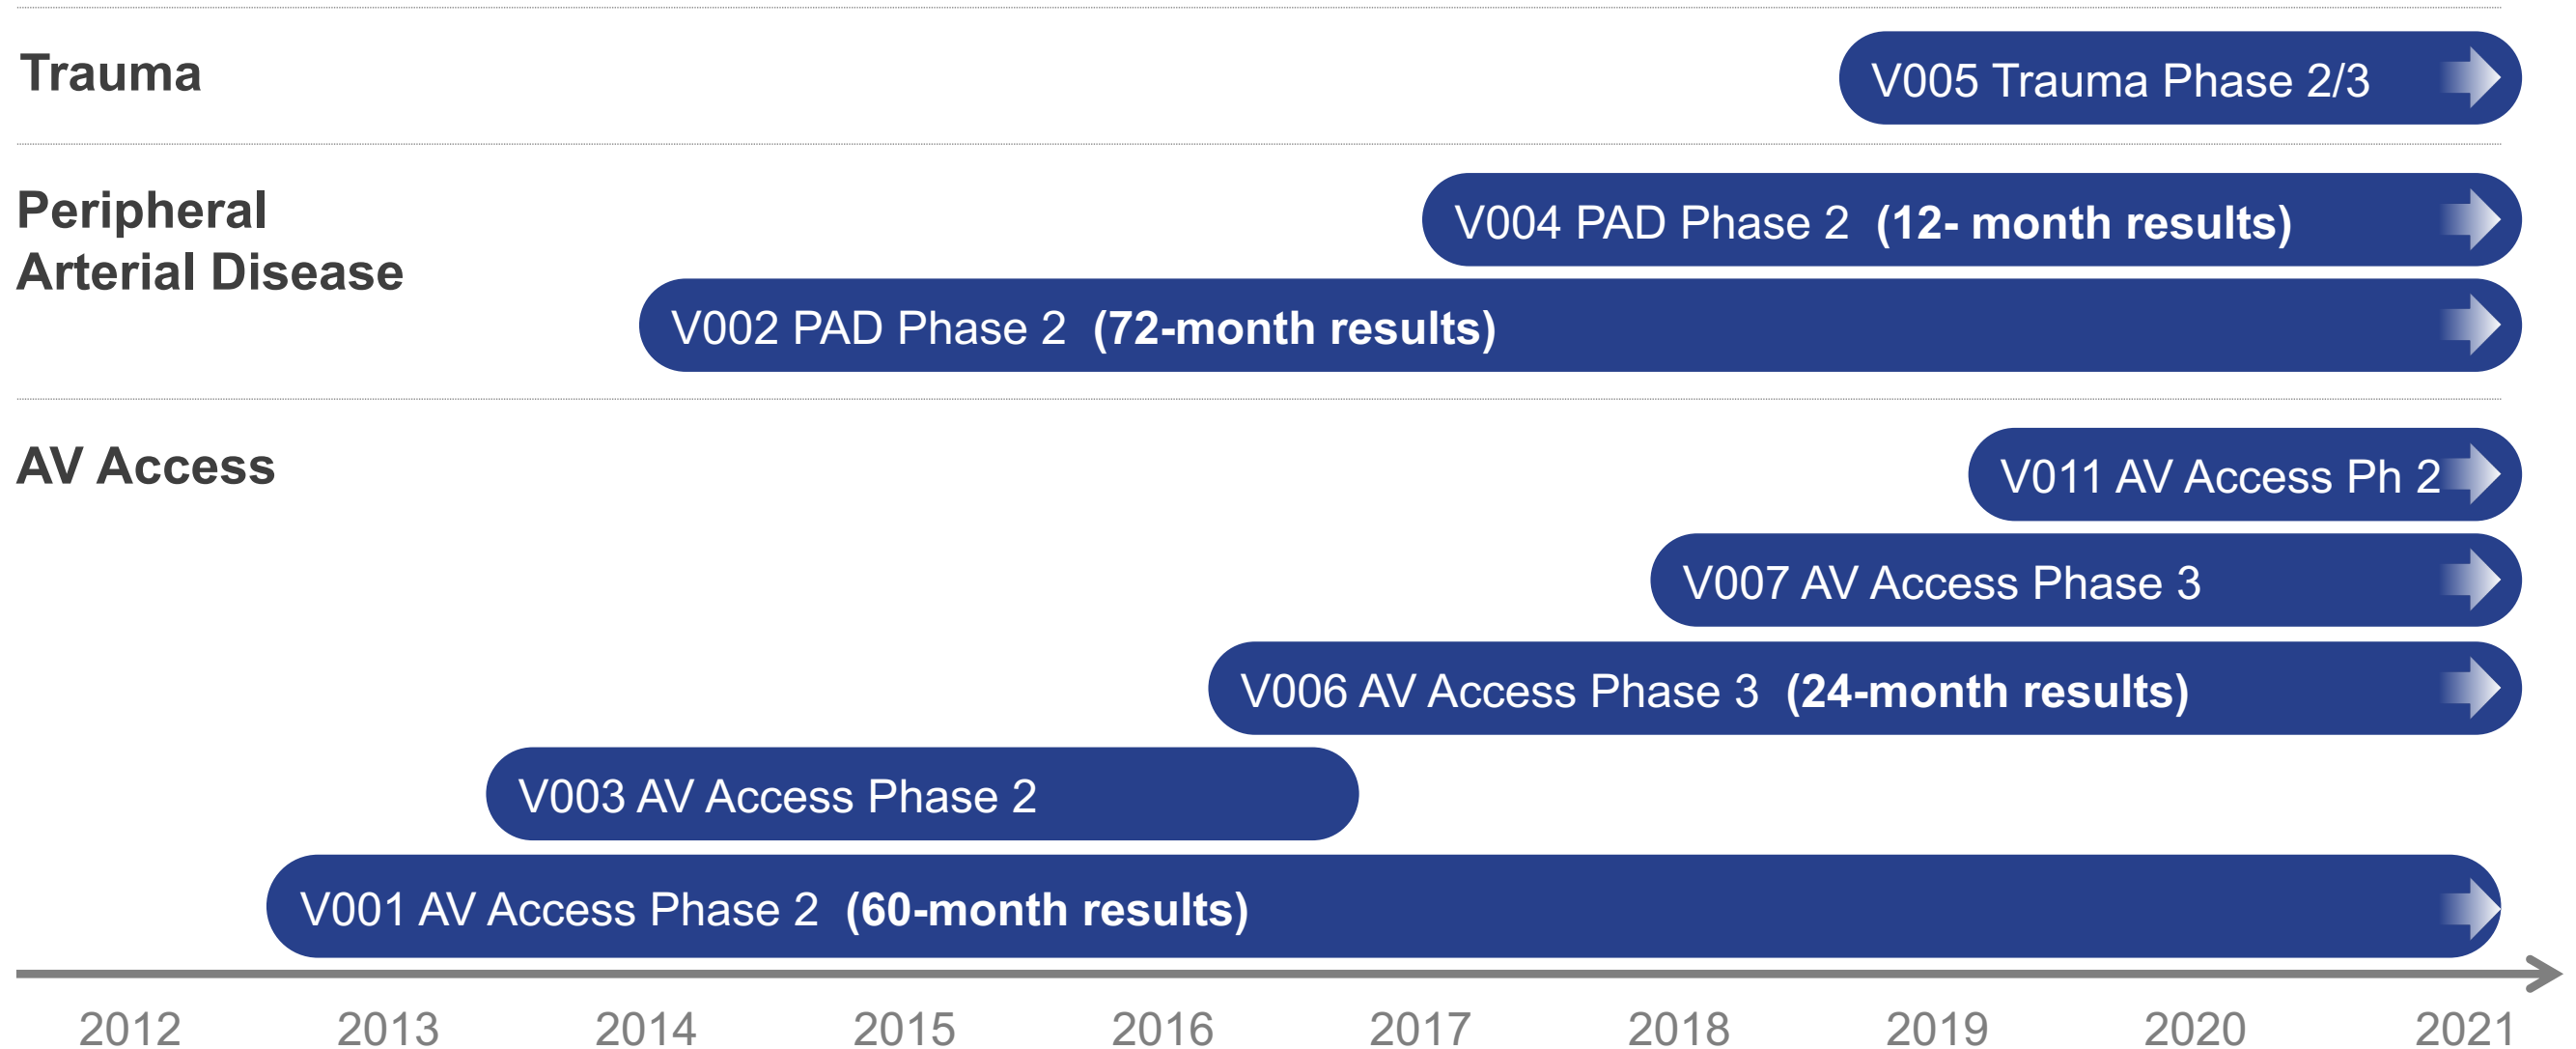 Trauma
V005 Trauma Phase 2/3
Peripheral
Arterial Disease
V004 PAD Phase 2 (12- month results)
V002 PAD Phase 2 (72-month results)
AV Access
V011 AV Access Ph 2
V007 AV Access Phase 3
V006 AV Access Phase 3 (24-month results)
V003 AV Access Phase 2
V001 AV Access Phase 2 (60-month results)
2012 2013 2014 2015 2016 2017 2018 2019 2020 2021